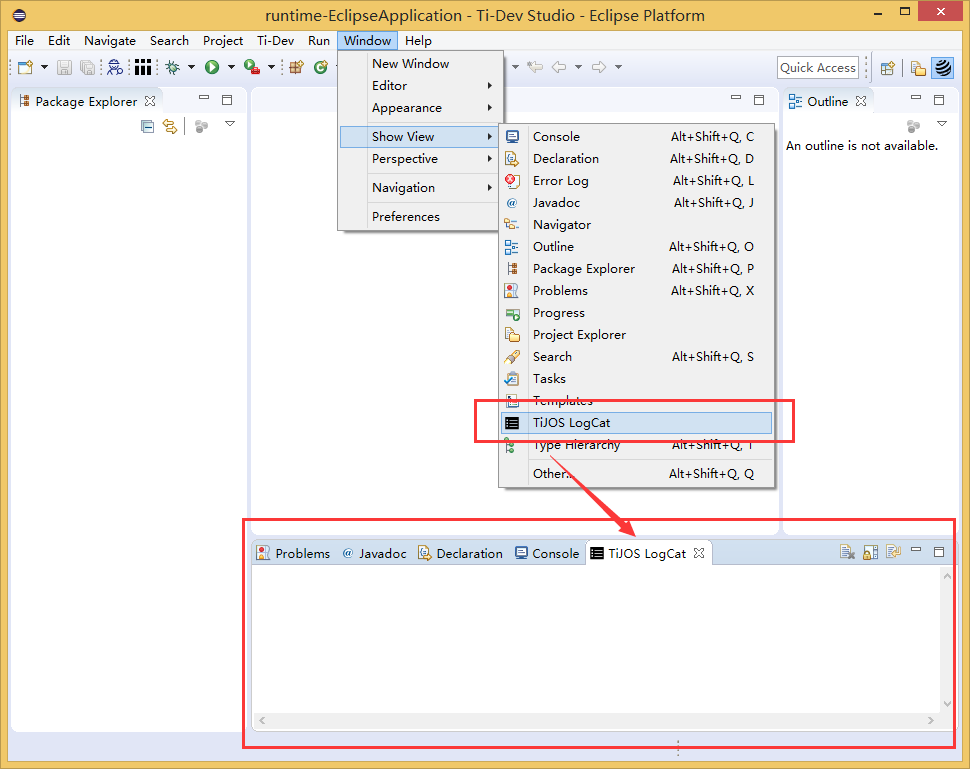 runtime-EclipseApplication - Ti-Dev Studio - Eclipse Platform
File Edit Navigate Search Project Ti-Dev Run Window Help
Quick Access
New Window
Editor
Appearance
Show View
Perspective
Navigation
Preferences
Package Explorer
Outline
An outline is not available.
Console Alt+Shift+Q, C
Declaration Alt+Shift+Q, D
Error Log Alt+Shift+Q, L
Javadoc Alt+Shift+Q, J
Navigator
Outline Alt+Shift+Q, O
Package Explorer Alt+Shift+Q, P
Problems Alt+Shift+Q, X
Progress
Project Explorer
Search Alt+Shift+Q, S
Tasks
Templates
TiJOS LogCat
Type Hierarchy Alt+Shift+Q, T
Other... Alt+Shift+Q, Q
Problems Javadoc Declaration Console TiJOS LogCat